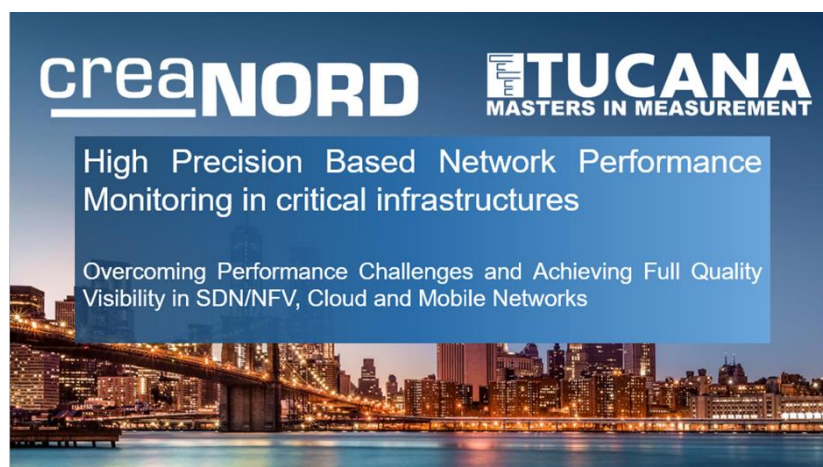 creaNORD
TUCANA
MASTERS IN MEASUREMENT
High Precision Based Network Performance
Monitoring in critical infrastructures
Overcoming Performance Challenges and Achieving Full Quality
Visibility in SDN/NFV, Cloud and Mobile Networks